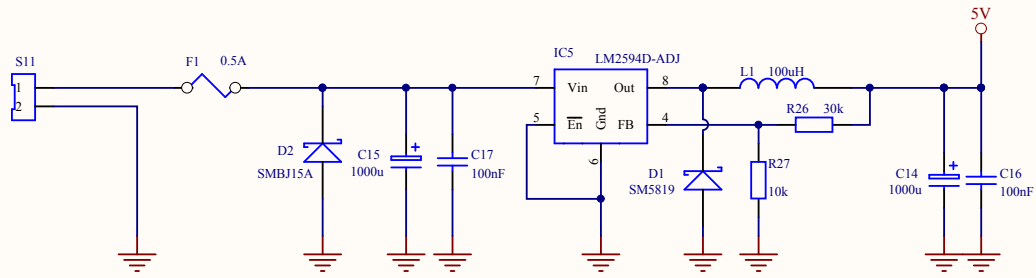 5V
S11
1
2
F1
0.5A
D2
SMBJ15A
C15
1000u
+
C17
100nF
IC5
LM2594D-ADJ
7
Vin
Out
8
5
En
Gnd
FB
4
6
L1
100uH
R26
30k
D1
SM5819
R27
10k
C14
1000u
+
C16
100nF